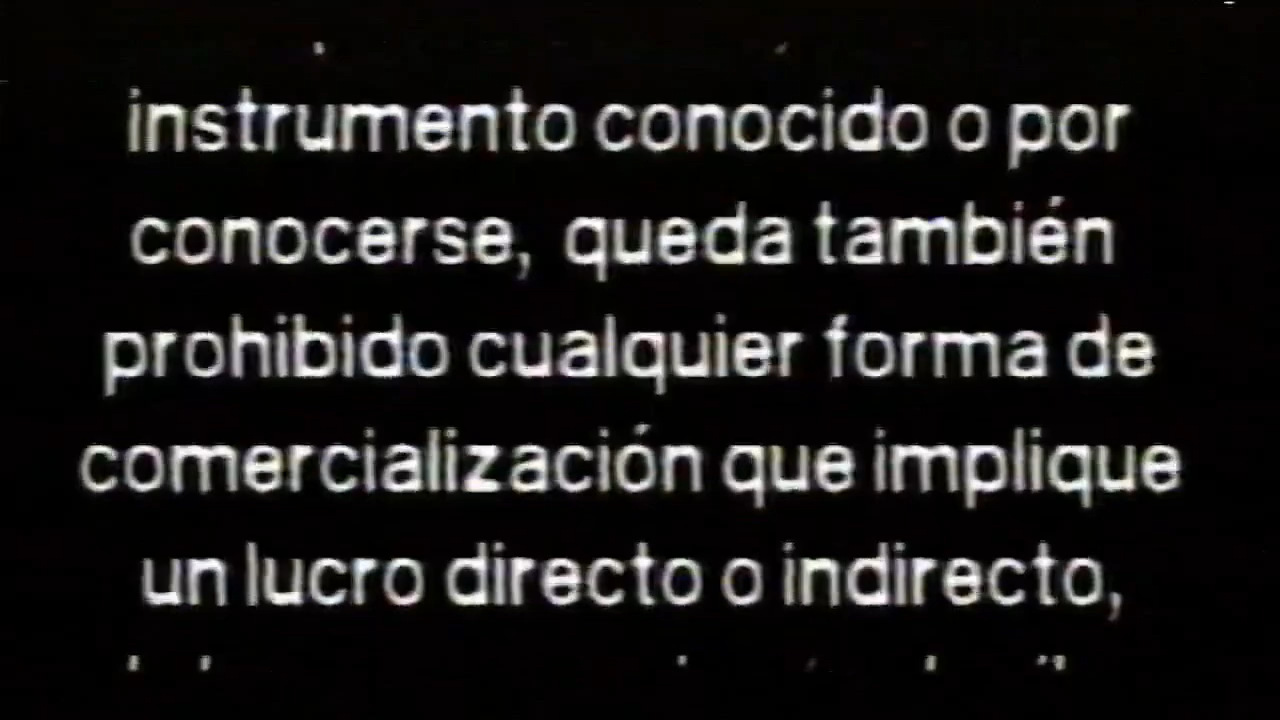 instrumento conocido o por
conocerse, queda también
prohibido cualquier forma de
comercialización que implique
un lucro directo o indirecto,